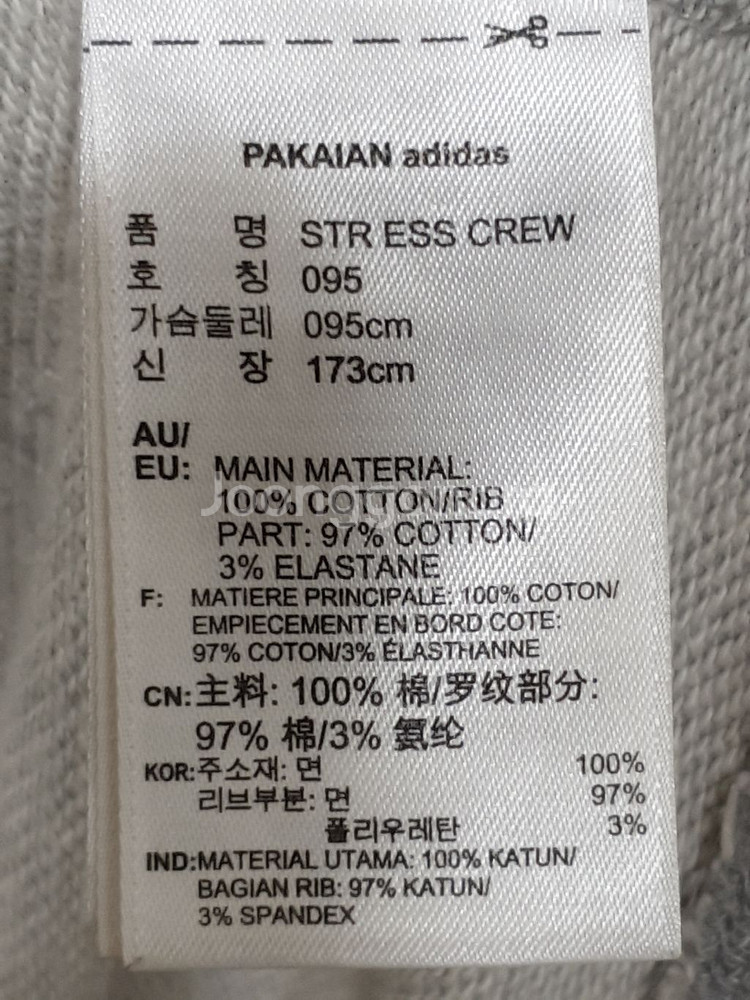 PAKAIAN adidas
품 명 STR ESS CREW
호 칭 095
가슴둘레 095cm
신 장 173cm
AU/
EU: MAIN MATERIAL:
100% COTTON/RIB
PART: 97% COTTON/
3% ELASTANE
F: MATIERE PRINCIPALE: 100% COTON/
EMPIECEMENT EN BORD COTE:
97% COTON/3% ÉLASTHANNE
CN:主料: 100% 棉/罗纹部分:
97% 棉/3% 氨纶
KOR:주소재: 면 100%
리브부분: 면 97%
폴리우레탄 3%
IND:MATERIAL UTAMA: 100% KATUN/
BAGIAN RIB: 97% KATUN/
3% SPANDEX